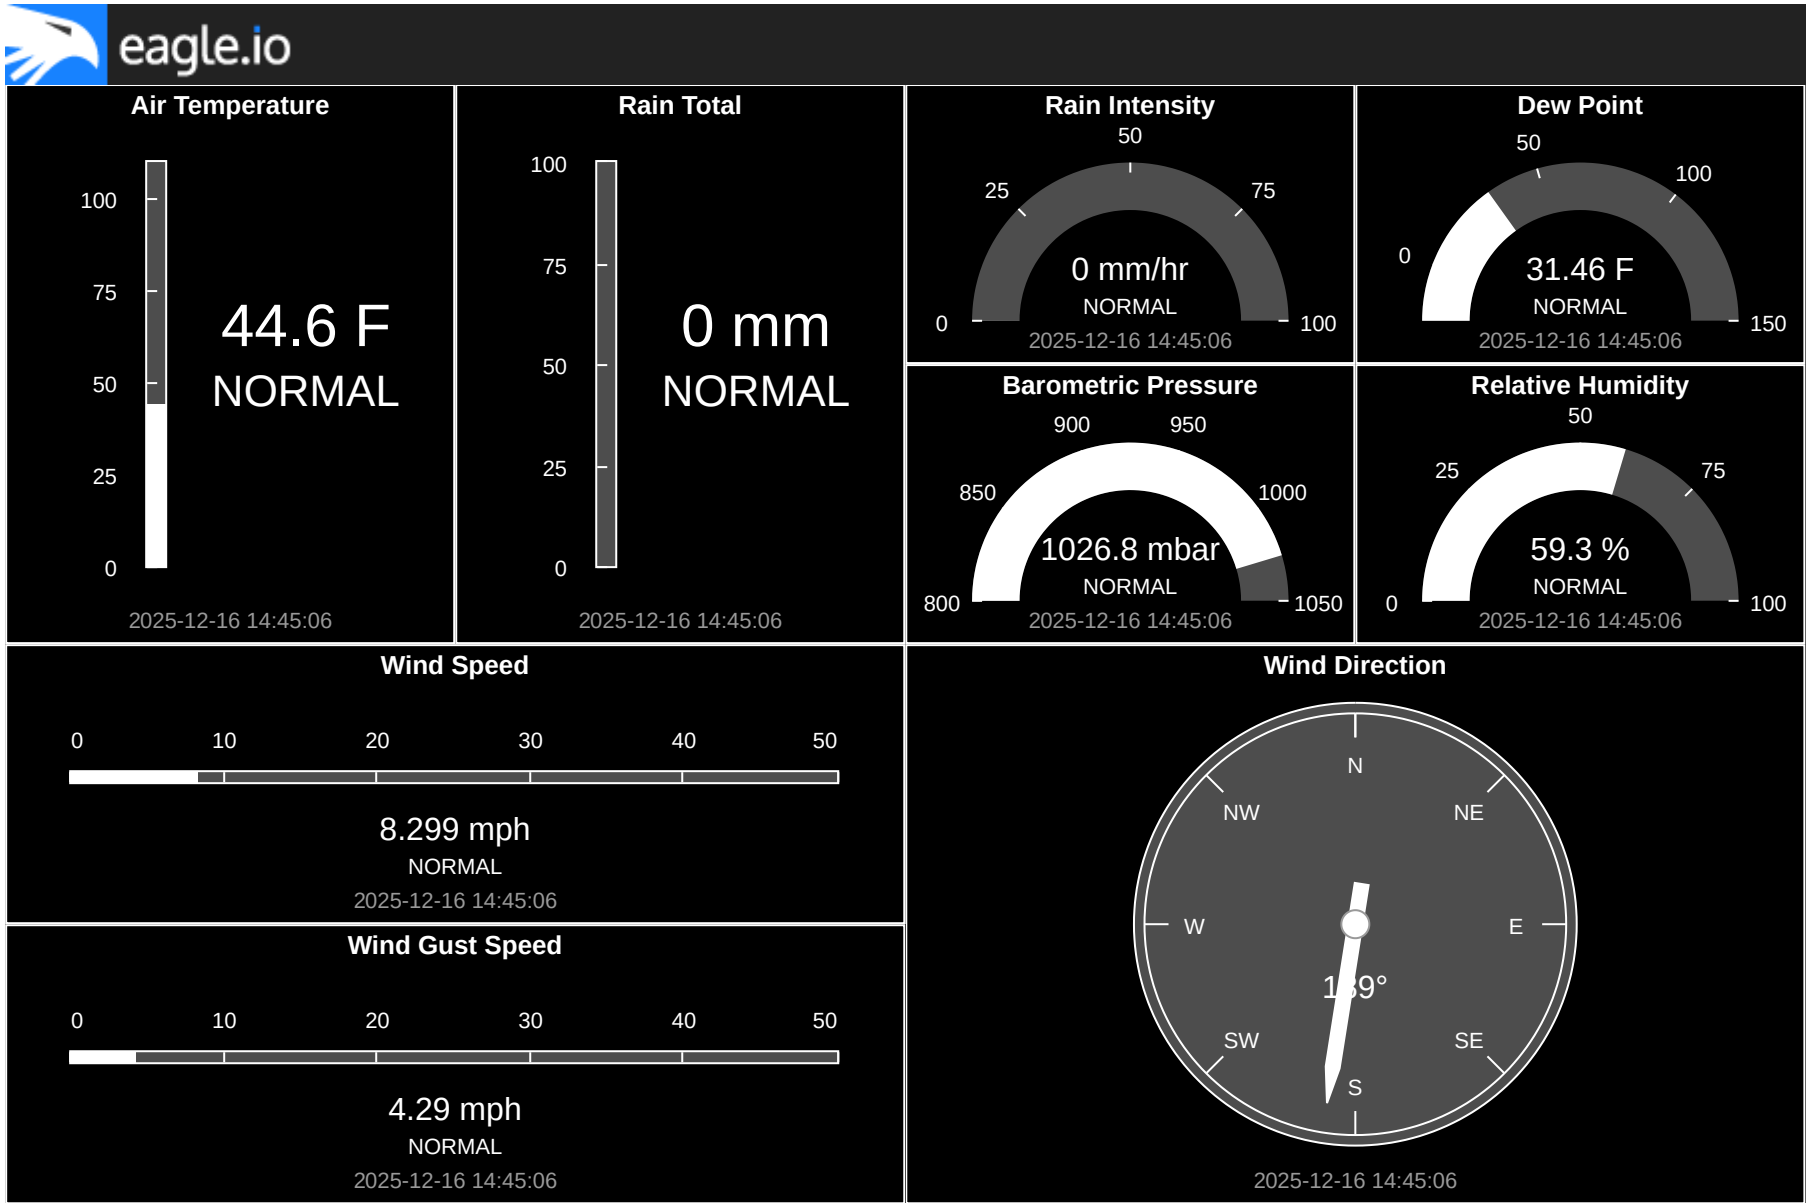 eagle.io
Air Temperature
100
75
50
25
0
44.6 F
NORMAL
2025-12-16 14:45:06
Rain Total
100
75
50
25
0
0 mm
NORMAL
2025-12-16 14:45:06
Rain Intensity
50
25
75
0
100
0 mm/hr
NORMAL
2025-12-16 14:45:06
Dew Point
50
100
0
150
31.46 F
NORMAL
2025-12-16 14:45:06
Barometric Pressure
900
950
850
1000
800
1050
1026.8 mbar
NORMAL
2025-12-16 14:45:06
Relative Humidity
50
25
75
0
100
59.3 %
NORMAL
2025-12-16 14:45:06
Wind Speed
0 10 20 30 40 50
8.299 mph
NORMAL
2025-12-16 14:45:06
Wind Gust Speed
0 10 20 30 40 50
4.29 mph
NORMAL
2025-12-16 14:45:06
Wind Direction
N
NW
NE
W
E
189°
SW
SE
S
2025-12-16 14:45:06